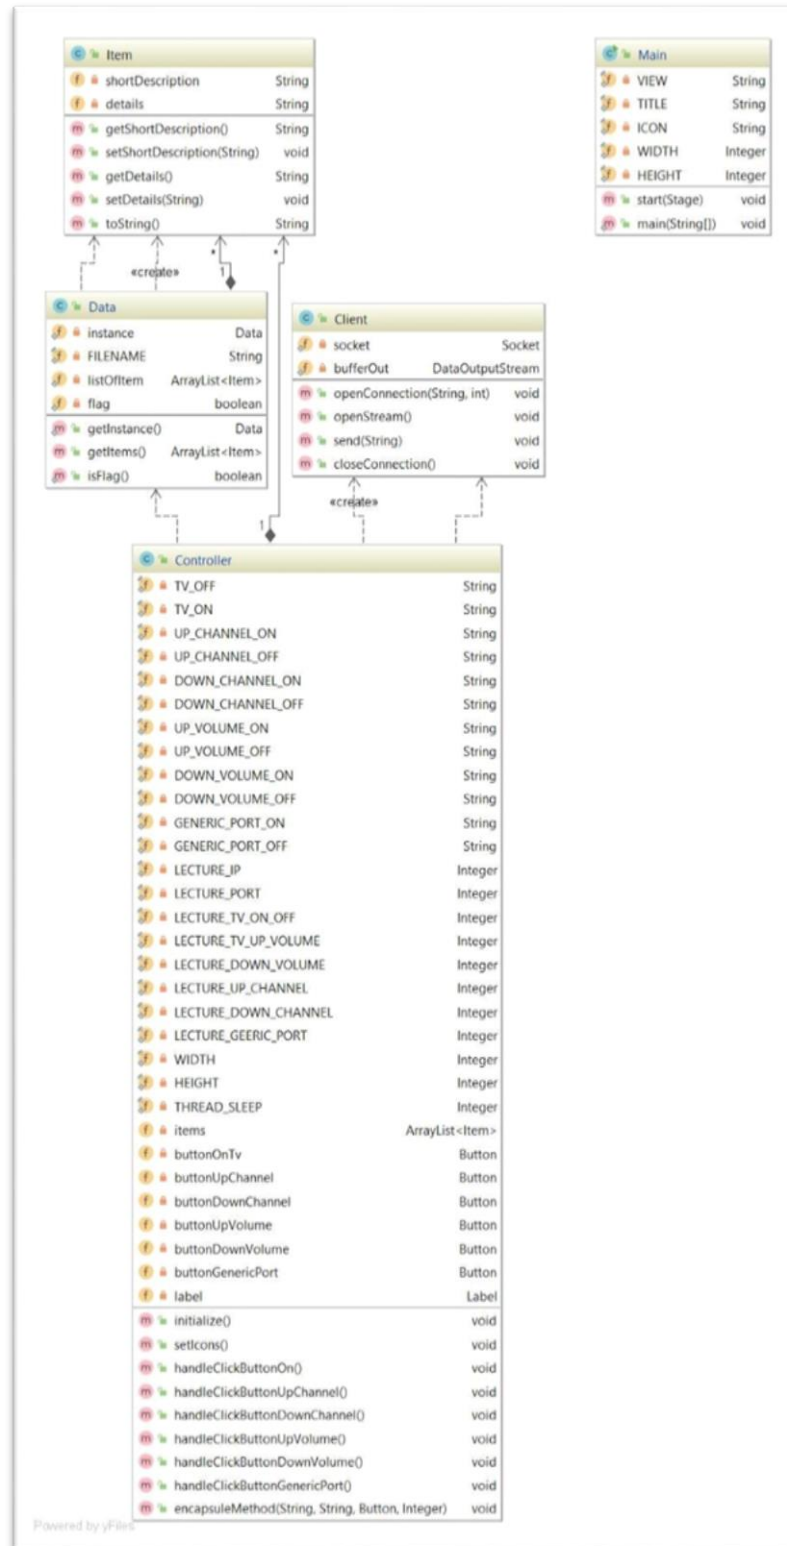 Item
shortDescription String
details String
getShortDescription() String
setShortDescription(String) void
getDetails() String
setDetails(String) void
toString() String
Main
VIEW String
TITLE String
ICON String
WIDTH Integer
HEIGHT Integer
start(Stage) void
main(String[]) void
* *
«create» 1
Data
instance Data
FILENAME String
listOfItem ArrayList<Item>
flag boolean
getInstance() Data
getItems() ArrayList<Item>
isFlag() boolean
Client
socket Socket
bufferOut DataOutputStream
openConnection(String, int) void
openStream() void
send(String) void
closeConnection() void
«create»
1
Controller
TV_OFF String
TV_ON String
UP_CHANNEL_ON String
UP_CHANNEL_OFF String
DOWN_CHANNEL_ON String
DOWN_CHANNEL_OFF String
UP_VOLUME_ON String
UP_VOLUME_OFF String
DOWN_VOLUME_ON String
DOWN_VOLUME_OFF String
GENERIC_PORT_ON String
GENERIC_PORT_OFF String
LECTURE_IP Integer
LECTURE_PORT Integer
LECTURE_TV_ON_OFF Integer
LECTURE_TV_UP_VOLUME Integer
LECTURE_DOWN_VOLUME Integer
LECTURE_UP_CHANNEL Integer
LECTURE_DOWN_CHANNEL Integer
LECTURE_GEERIC_PORT Integer
WIDTH Integer
HEIGHT Integer
THREAD_SLEEP Integer
items ArrayList<Item>
buttonOnTv Button
buttonUpChannel Button
buttonDownChannel Button
buttonUpVolume Button
buttonDownVolume Button
buttonGenericPort Button
label Label
initialize() void
setIcons() void
handleClickButtonOn() void
handleClickButtonUpChannel() void
handleClickButtonDownChannel() void
handleClickButtonUpVolume() void
handleClickButtonDownVolume() void
handleClickButtonGenericPort() void
encapsuleMethod(String, String, Button, Integer) void
Powered by yFiles